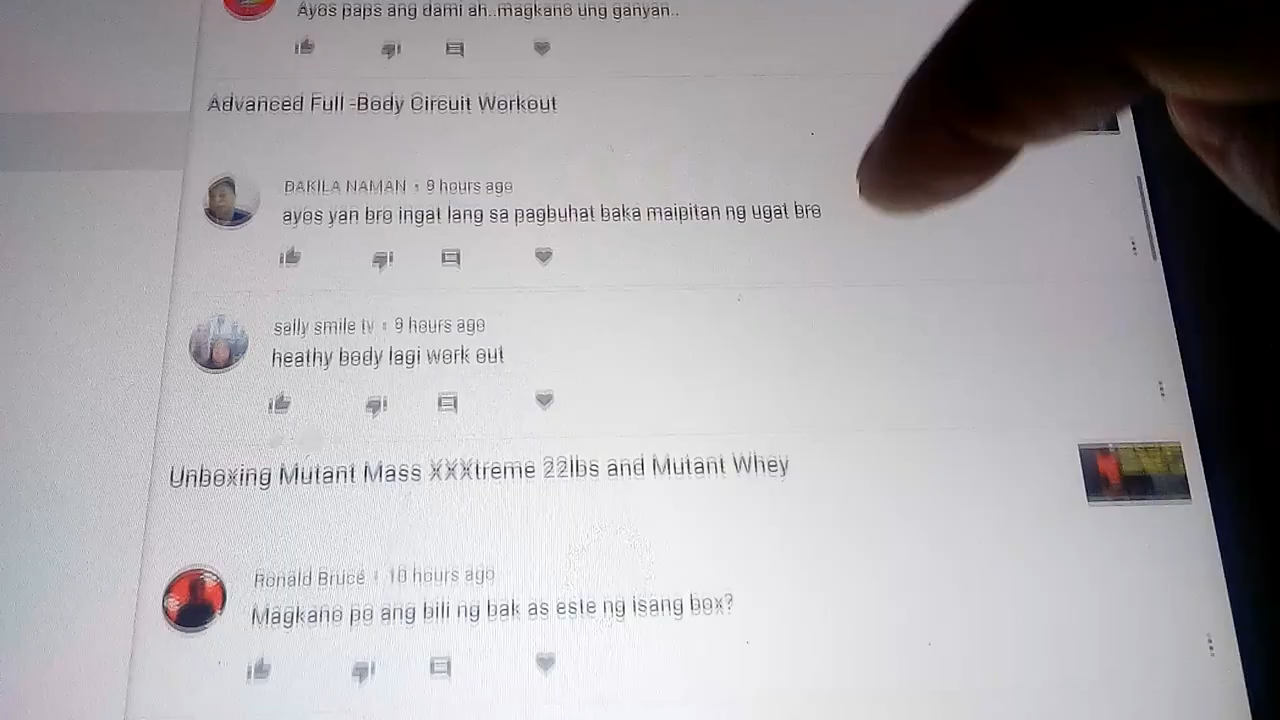 Ayos paps ang dami ah..magkano ung ganyan..
Advanced Full -Body Circuit Workout
DAKILA NAMAN • 9 hours ago
ayos yan bro ingat lang sa pagbuhat baka maipitan ng ugat bro
sally smile tv • 9 hours ago
heathy body lagi work out
Unboxing Mutant Mass XXXtreme 22lbs and Mutant Whey
Ronald Bruce • 10 hours ago
Magkano po ang bili ng bak as este ng isang box?